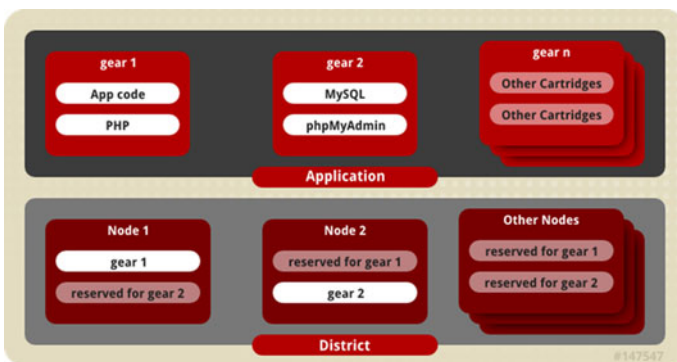 gear 1
App code
PHP
gear 2
MySQL
phpMyAdmin
gear n
Other Cartridges
Other Cartridges
Application
Node 1
gear 1
reserved for gear 2
Node 2
reserved for gear 1
gear 2
Other Nodes
reserved for gear 1
reserved for gear 2
District
#147547